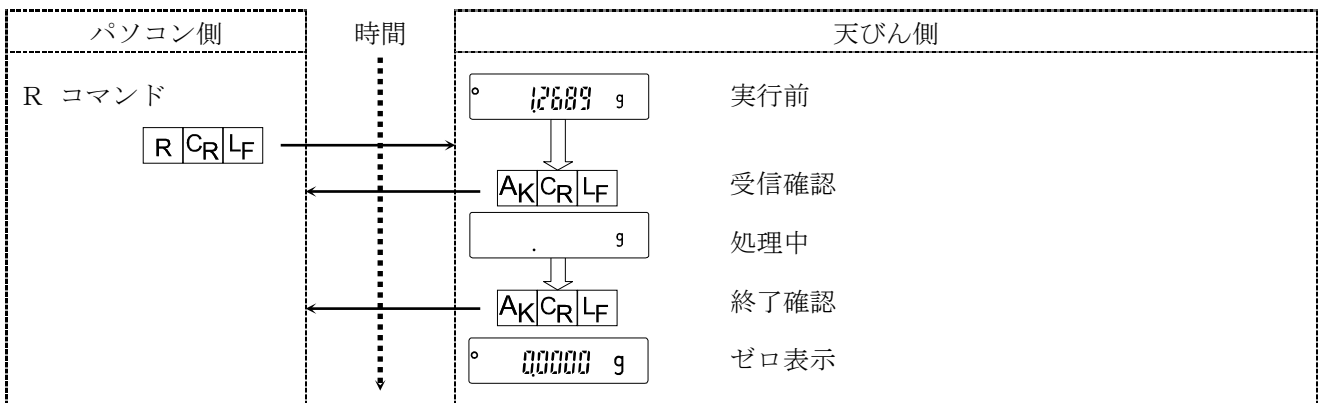 パソコン側 時間 天びん側
R コマンド 1.2689 g 実行前
R CR LF
AK CR LF 受信確認
. g 処理中
AK CR LF 終了確認
0.0000 g ゼロ表示